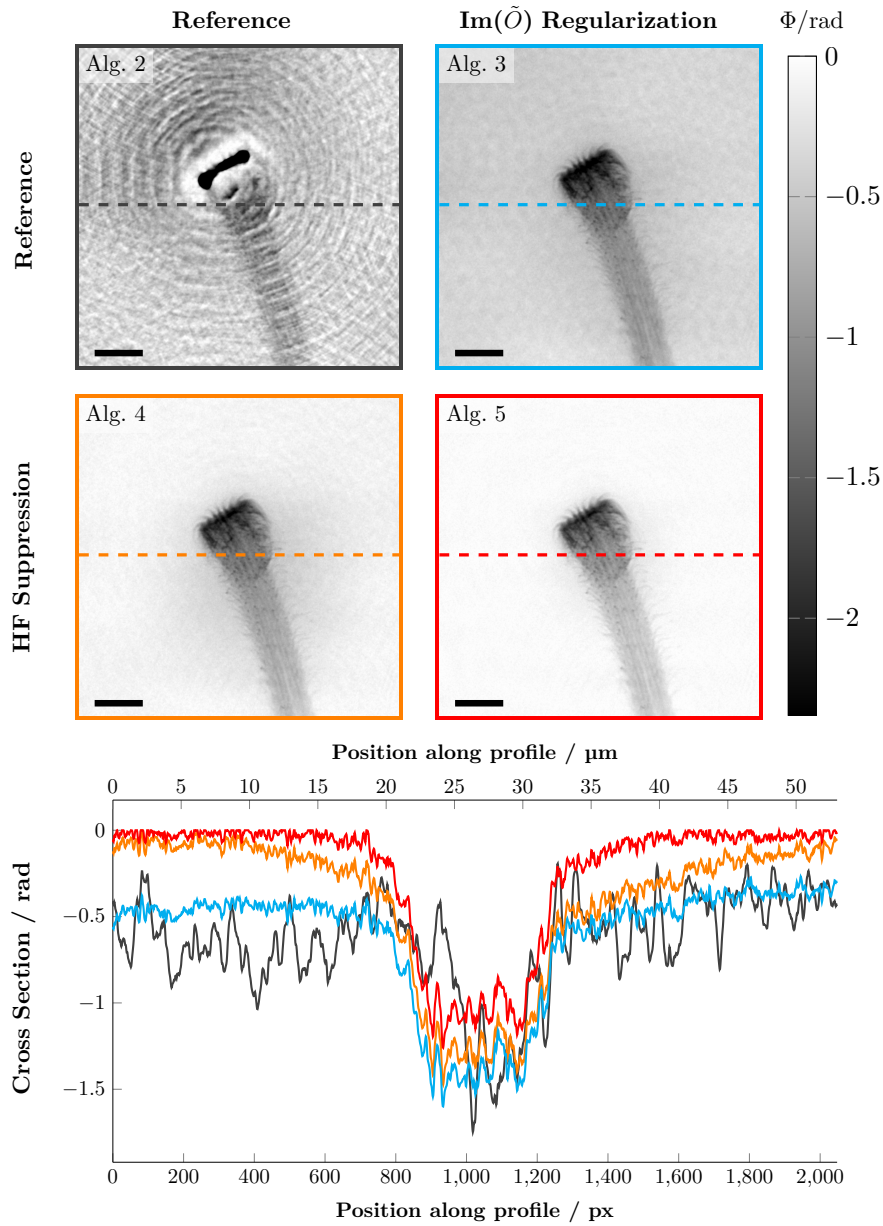 Reference
Im(Õ) Regularization
Φ/rad
Reference
Alg. 2
Alg. 3
0
−0.5
−1
−1.5
−2
HF Suppression
Alg. 4
Alg. 5
Position along profile / µm
0 5 10 15 20 25 30 35 40 45 50
Cross Section / rad
0
−0.5
−1
−1.5
0 200 400 600 800 1,000 1,200 1,400 1,600 1,800 2,000
Position along profile / px